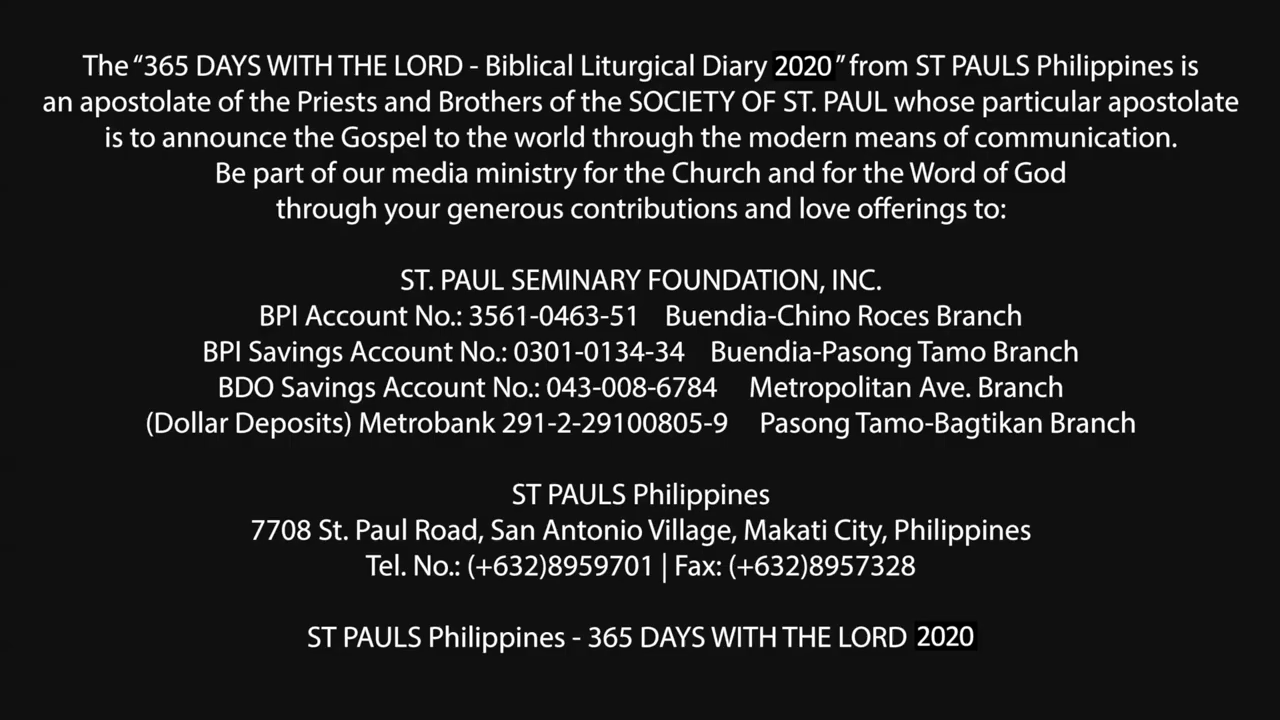 The “365 DAYS WITH THE LORD - Biblical Liturgical Diary 2020” from ST PAULS Philippines is
an apostolate of the Priests and Brothers of the SOCIETY OF ST. PAUL whose particular apostolate
is to announce the Gospel to the world through the modern means of communication.
Be part of our media ministry for the Church and for the Word of God
through your generous contributions and love offerings to:
ST. PAUL SEMINARY FOUNDATION, INC.
BPI Account No.: 3561-0463-51 Buendia-Chino Roces Branch
BPI Savings Account No.: 0301-0134-34 Buendia-Pasong Tamo Branch
BDO Savings Account No.: 043-008-6784 Metropolitan Ave. Branch
(Dollar Deposits) Metrobank 291-2-29100805-9 Pasong Tamo-Bagtikan Branch
ST PAULS Philippines
7708 St. Paul Road, San Antonio Village, Makati City, Philippines
Tel. No.: (+632)8959701 | Fax: (+632)8957328
ST PAULS Philippines - 365 DAYS WITH THE LORD 2020